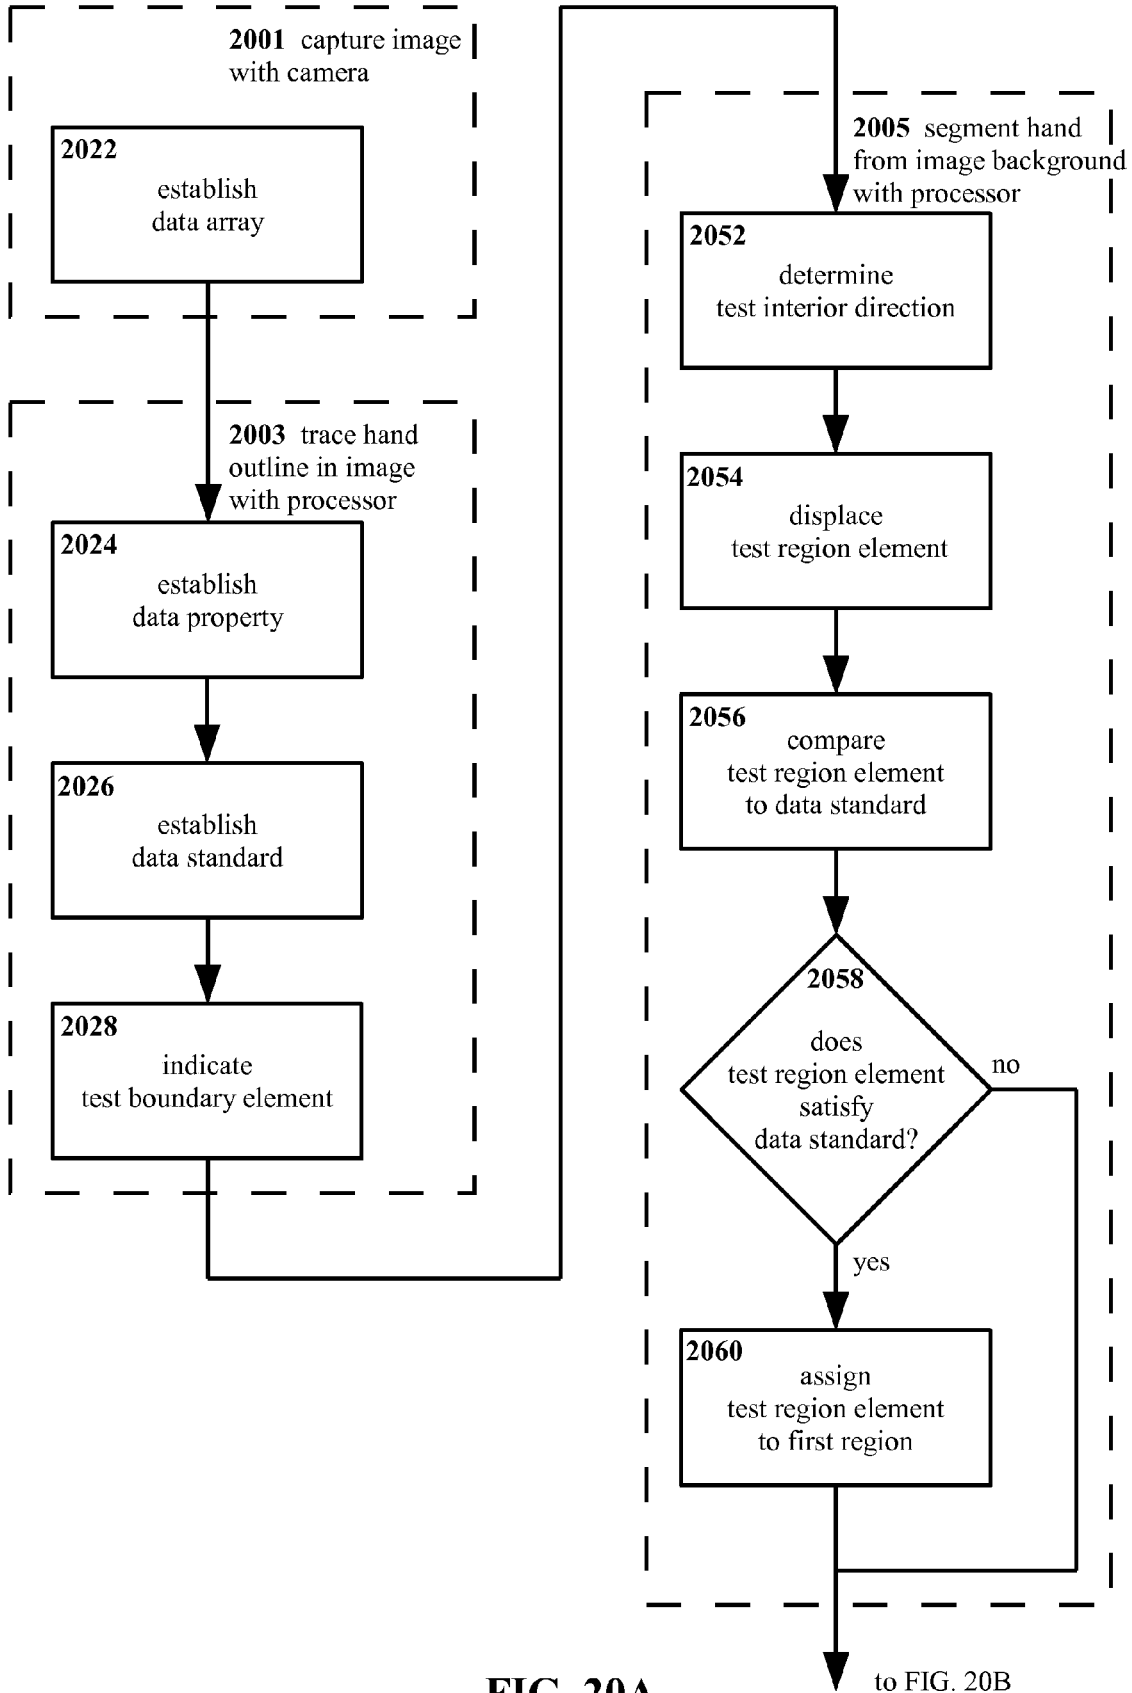 2001 capture image
with camera
2022
establish
data array
2003 trace hand
outline in image
with processor
2024
establish
data property
2026
establish
data standard
2028
indicate
test boundary element
2005 segment hand
from image background
with processor
2052
determine
test interior direction
2054
displace
test region element
2056
compare
test region element
to data standard
2058
does
test region element
satisfy
data standard?
no
yes
2060
assign
test region element
to first region
to FIG. 20B
FIG. 20A